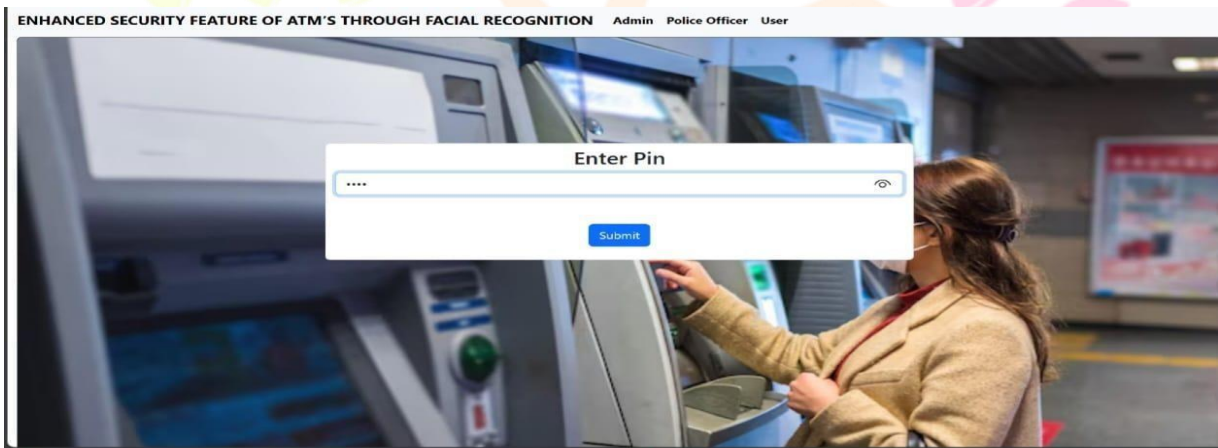 ENHANCED SECURITY FEATURE OF ATM'S THROUGH FACIAL RECOGNITION Admin Police Officer User
Enter Pin
••••
Submit